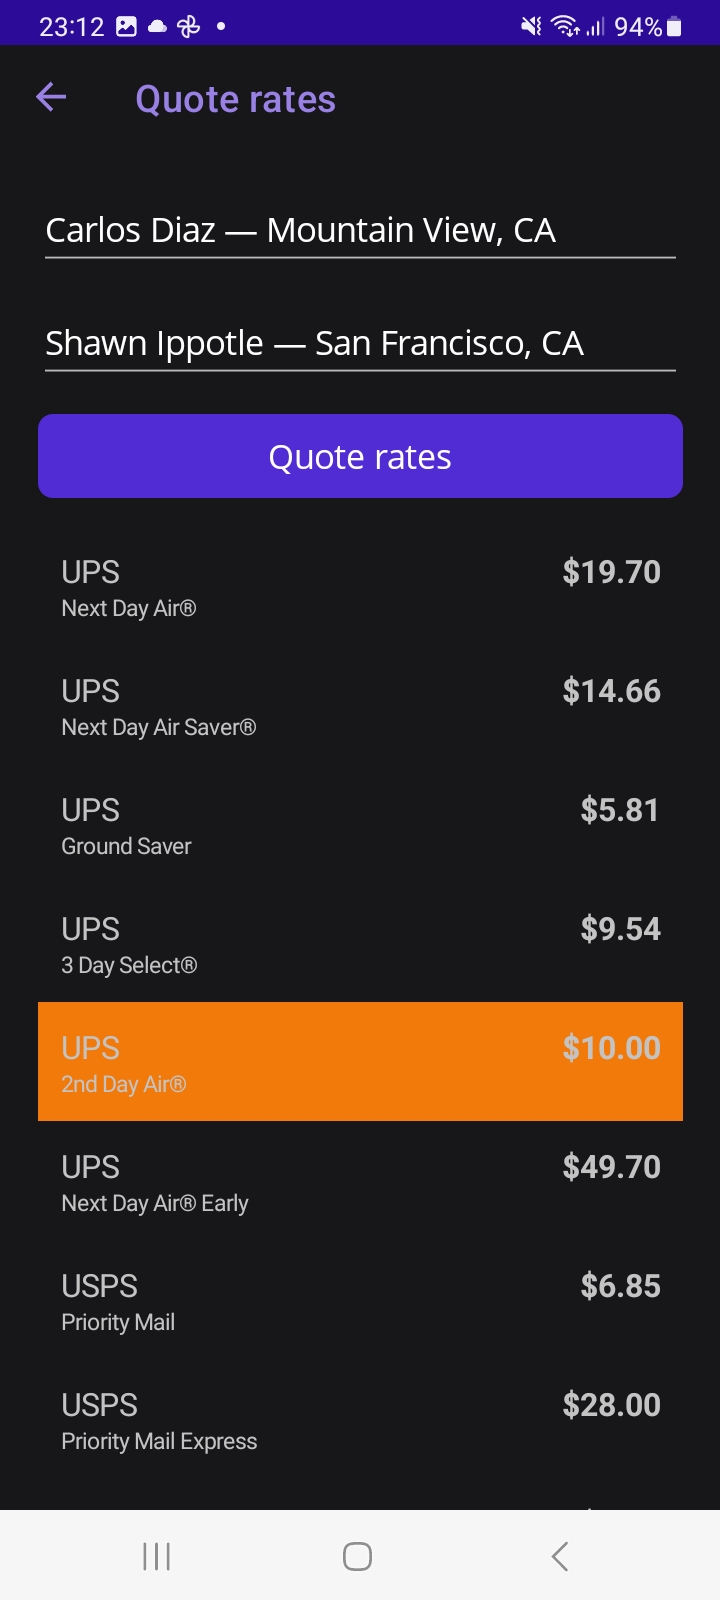 23:12 94%
Quote rates
Carlos Diaz — Mountain View, CA
Shawn Ippotle — San Francisco, CA
Quote rates
UPS $19.70
Next Day Air®
UPS $14.66
Next Day Air Saver®
UPS $5.81
Ground Saver
UPS $9.54
3 Day Select®
UPS $10.00
2nd Day Air®
UPS $49.70
Next Day Air® Early
USPS $6.85
Priority Mail
USPS $28.00
Priority Mail Express